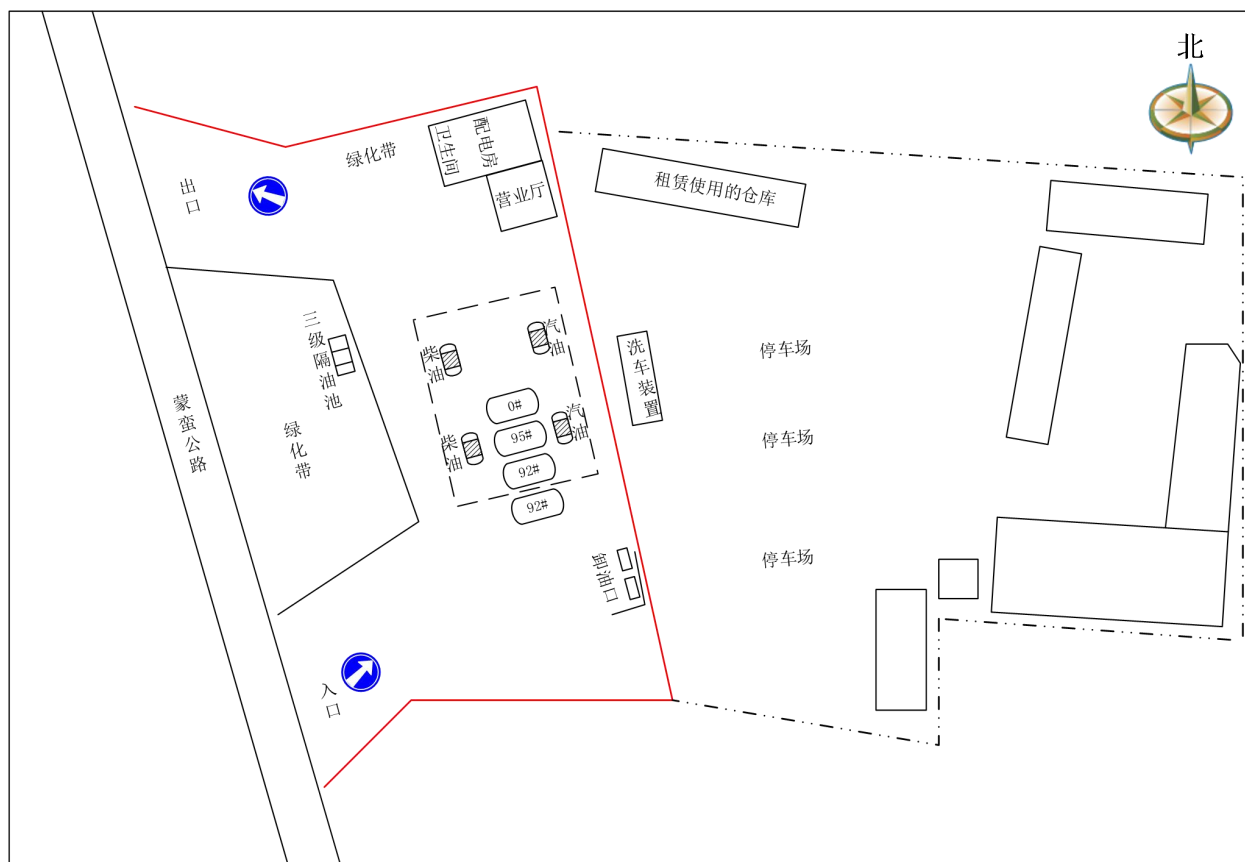 北
配电房
卫生间
绿化带
营业厅
租赁使用的仓库
出口
三级隔油池
汽油
柴油
洗车装置
停车场
0#
汽油
95#
柴油
92#
92#
停车场
绿化带
蒙蛮公路
卸油口
停车场
入口